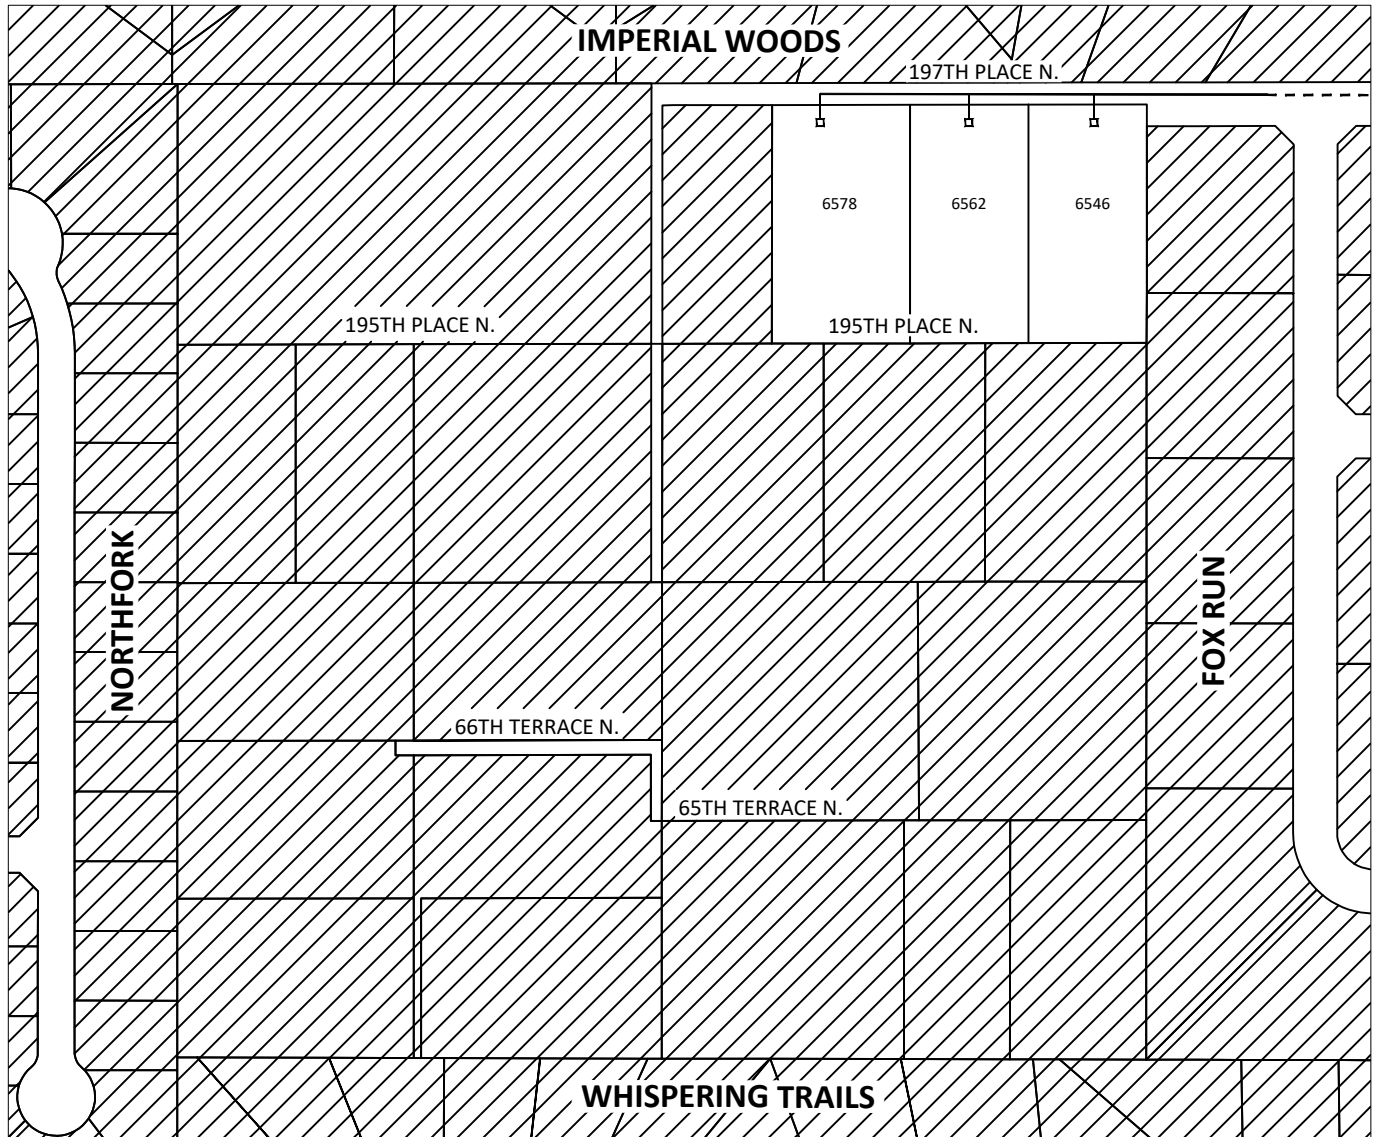 IMPERIAL WOODS
197TH PLACE N.
6578
6562
6546
195TH PLACE N.
195TH PLACE N.
NORTHFORK
FOX RUN
66TH TERRACE N.
65TH TERRACE N.
WHISPERING TRAILS